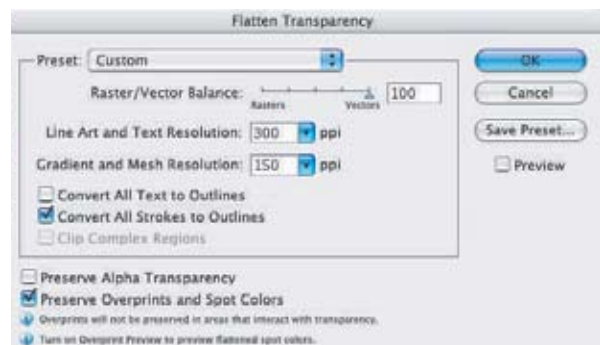 Flatten Transparency
Preset: Custom
OK
Raster/Vector Balance: 100
Rasters Vectors
Cancel
Line Art and Text Resolution: 300 ppi
Save Preset...
Gradient and Mesh Resolution: 150 ppi
Preview
Convert All Text to Outlines
Convert All Strokes to Outlines
Clip Complex Regions
Preserve Alpha Transparency
Preserve Overprints and Spot Colors
Overprints will not be preserved in areas that interact with transparency.
Turn on Overprint Preview to preview flattened spot colors.